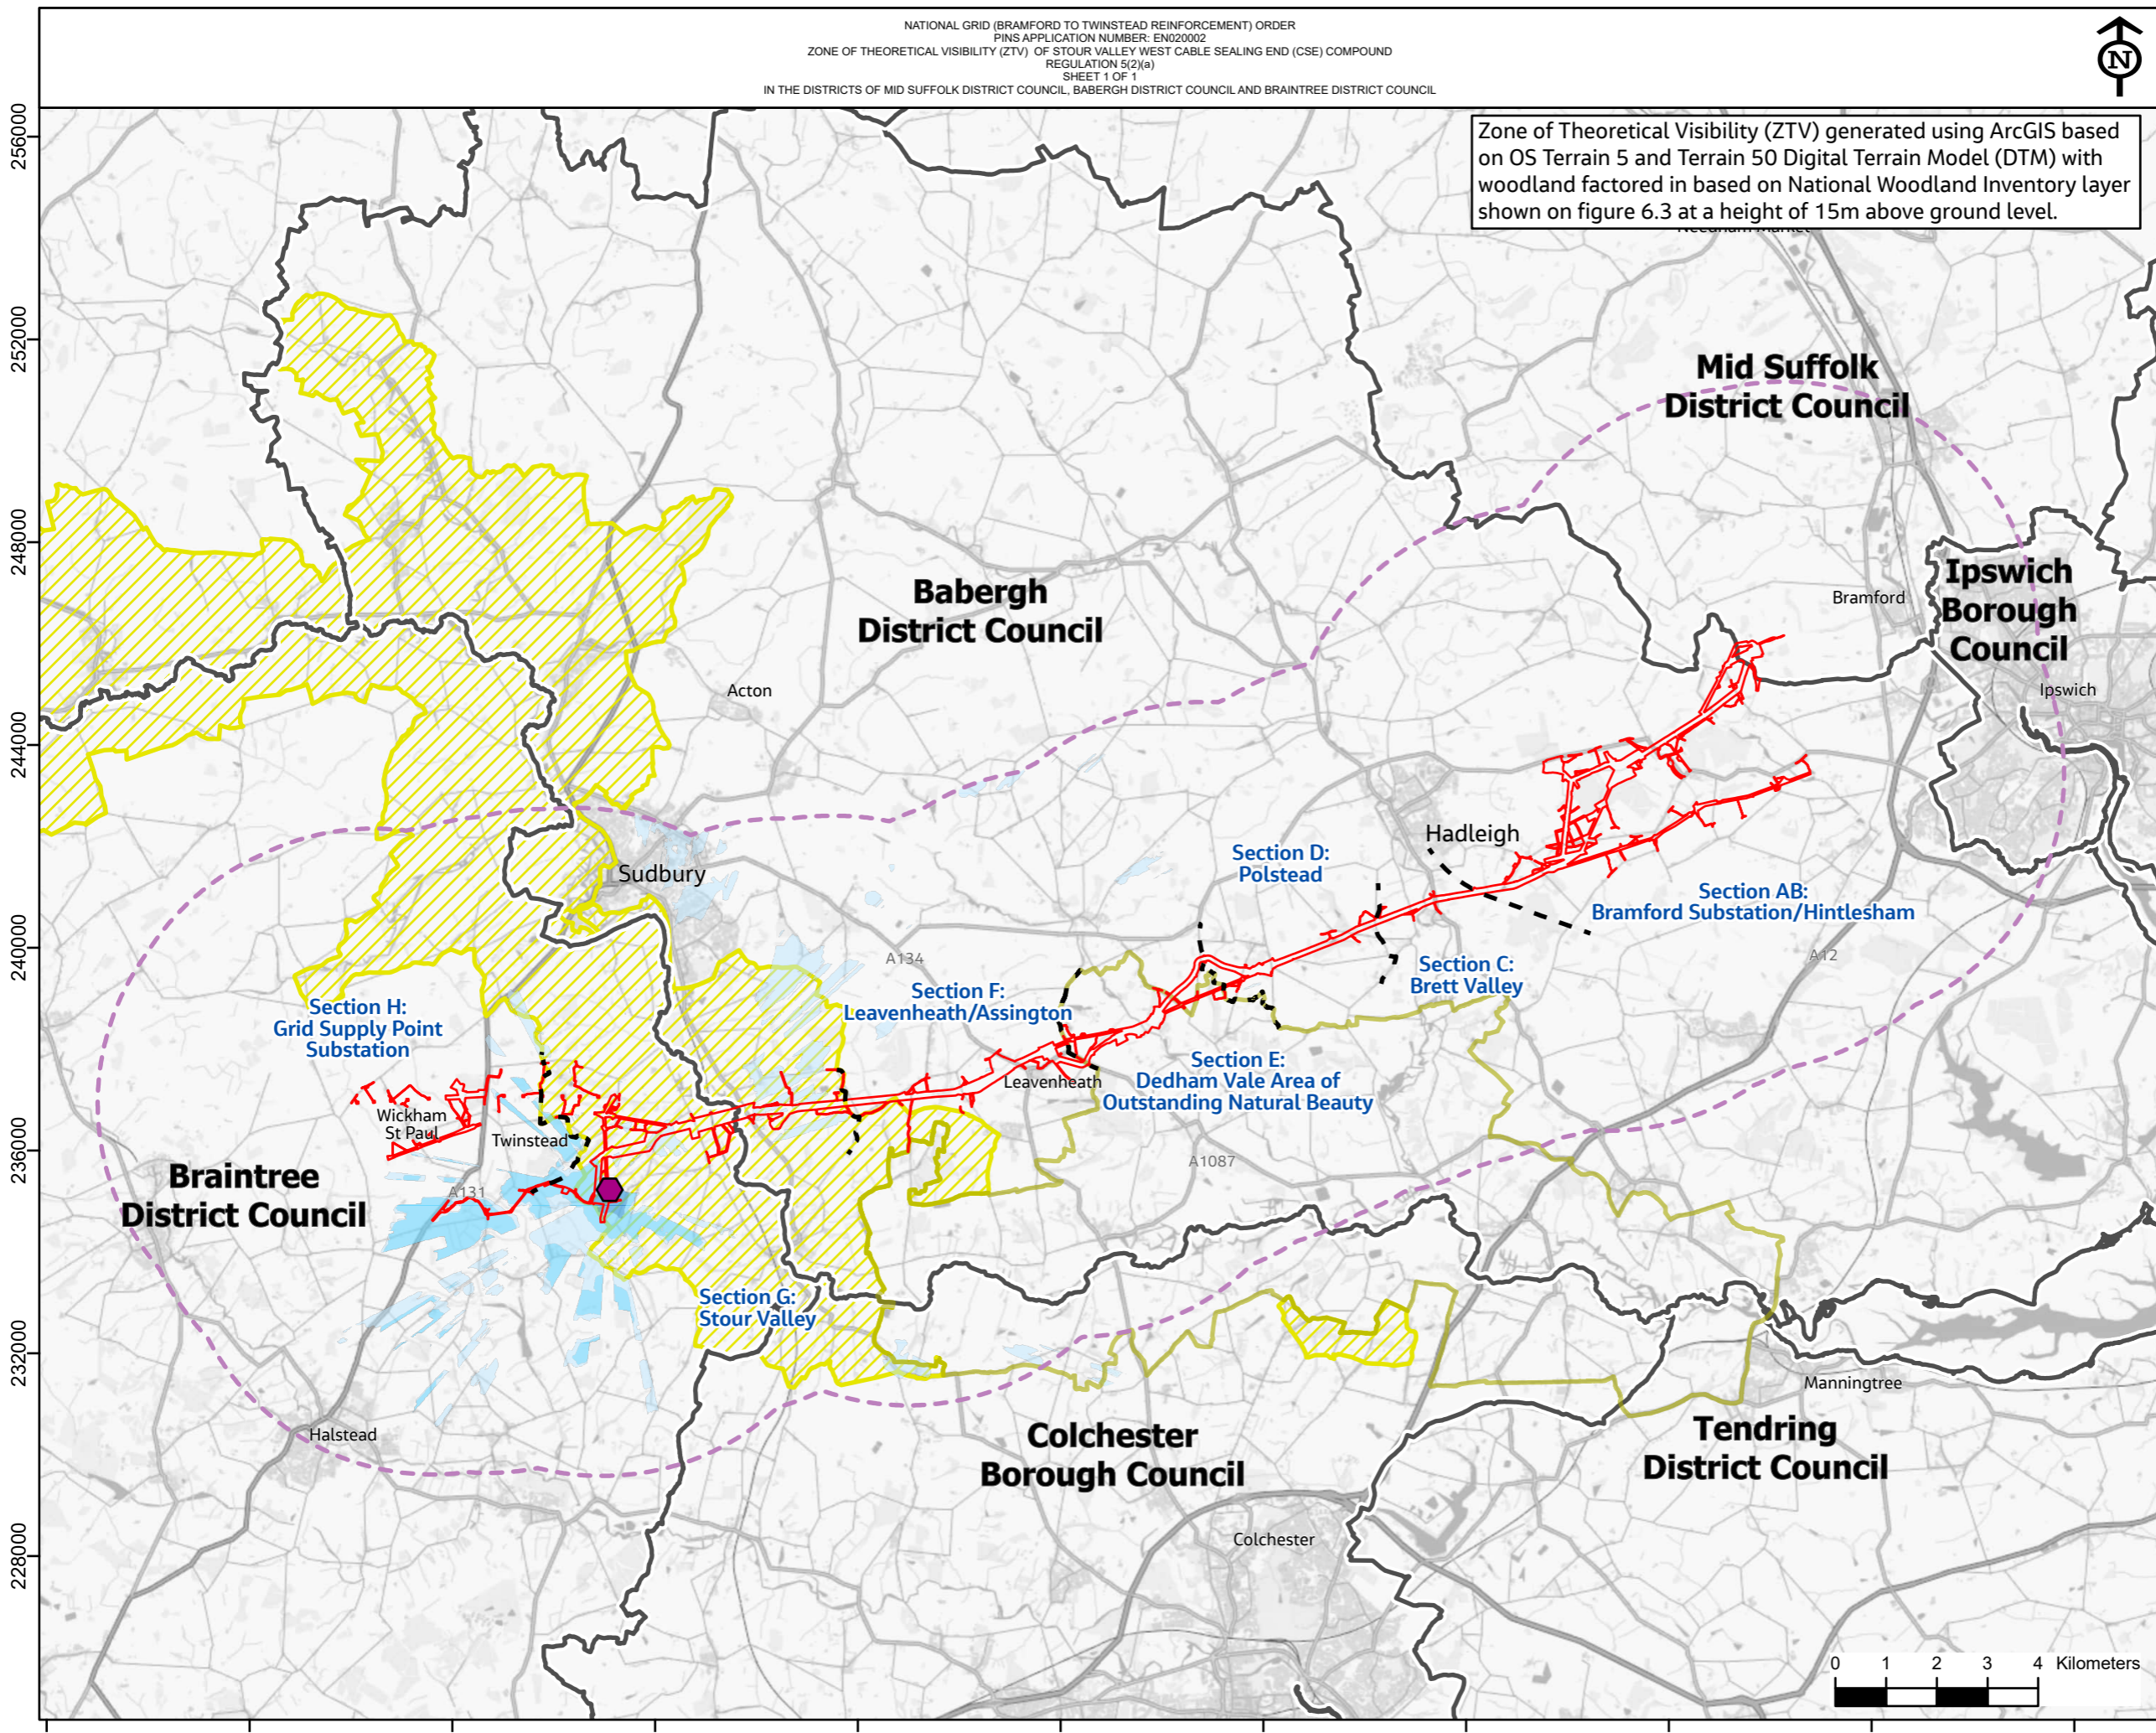 NATIONAL GRID (BRAMFORD TO TWINSTEAD REINFORCEMENT) ORDER
PINS APPLICATION NUMBER: EN020002
ZONE OF THEORETICAL VISIBILITY (ZTV) OF STOUR VALLEY WEST CABLE SEALING END (CSE) COMPOUND
REGULATION 5(2)(a)
SHEET 1 OF 1
IN THE DISTRICTS OF MID SUFFOLK DISTRICT COUNCIL, BABERGH DISTRICT COUNCIL AND BRAINTREE DISTRICT COUNCIL
N
Zone of Theoretical Visibility (ZTV) generated using ArcGIS based
on OS Terrain 5 and Terrain 50 Digital Terrain Model (DTM) with
woodland factored in based on National Woodland Inventory layer
shown on figure 6.3 at a height of 15m above ground level.
Needham Market
256000
252000
248000
244000
240000
236000
232000
228000
Mid Suffolk
District Council
Babergh
District Council
Ipswich
Borough
Council
Bramford
Ipswich
Acton
Sudbury
Hadleigh
Section D:
Polstead
Section AB:
Bramford Substation/Hintlesham
A12
A134
Section C:
Brett Valley
Section F:
Leavenheath/Assington
Section H:
Grid Supply Point
Substation
Section E:
Dedham Vale Area of
Outstanding Natural Beauty
Leavenheath
Wickham
St Paul
Twinstead
A1087
A131
Braintree
District Council
Section G:
Stour Valley
Halstead
Manningtree
Colchester
Borough Council
Tendring
District Council
Colchester
0 1 2 3 4 Kilometers